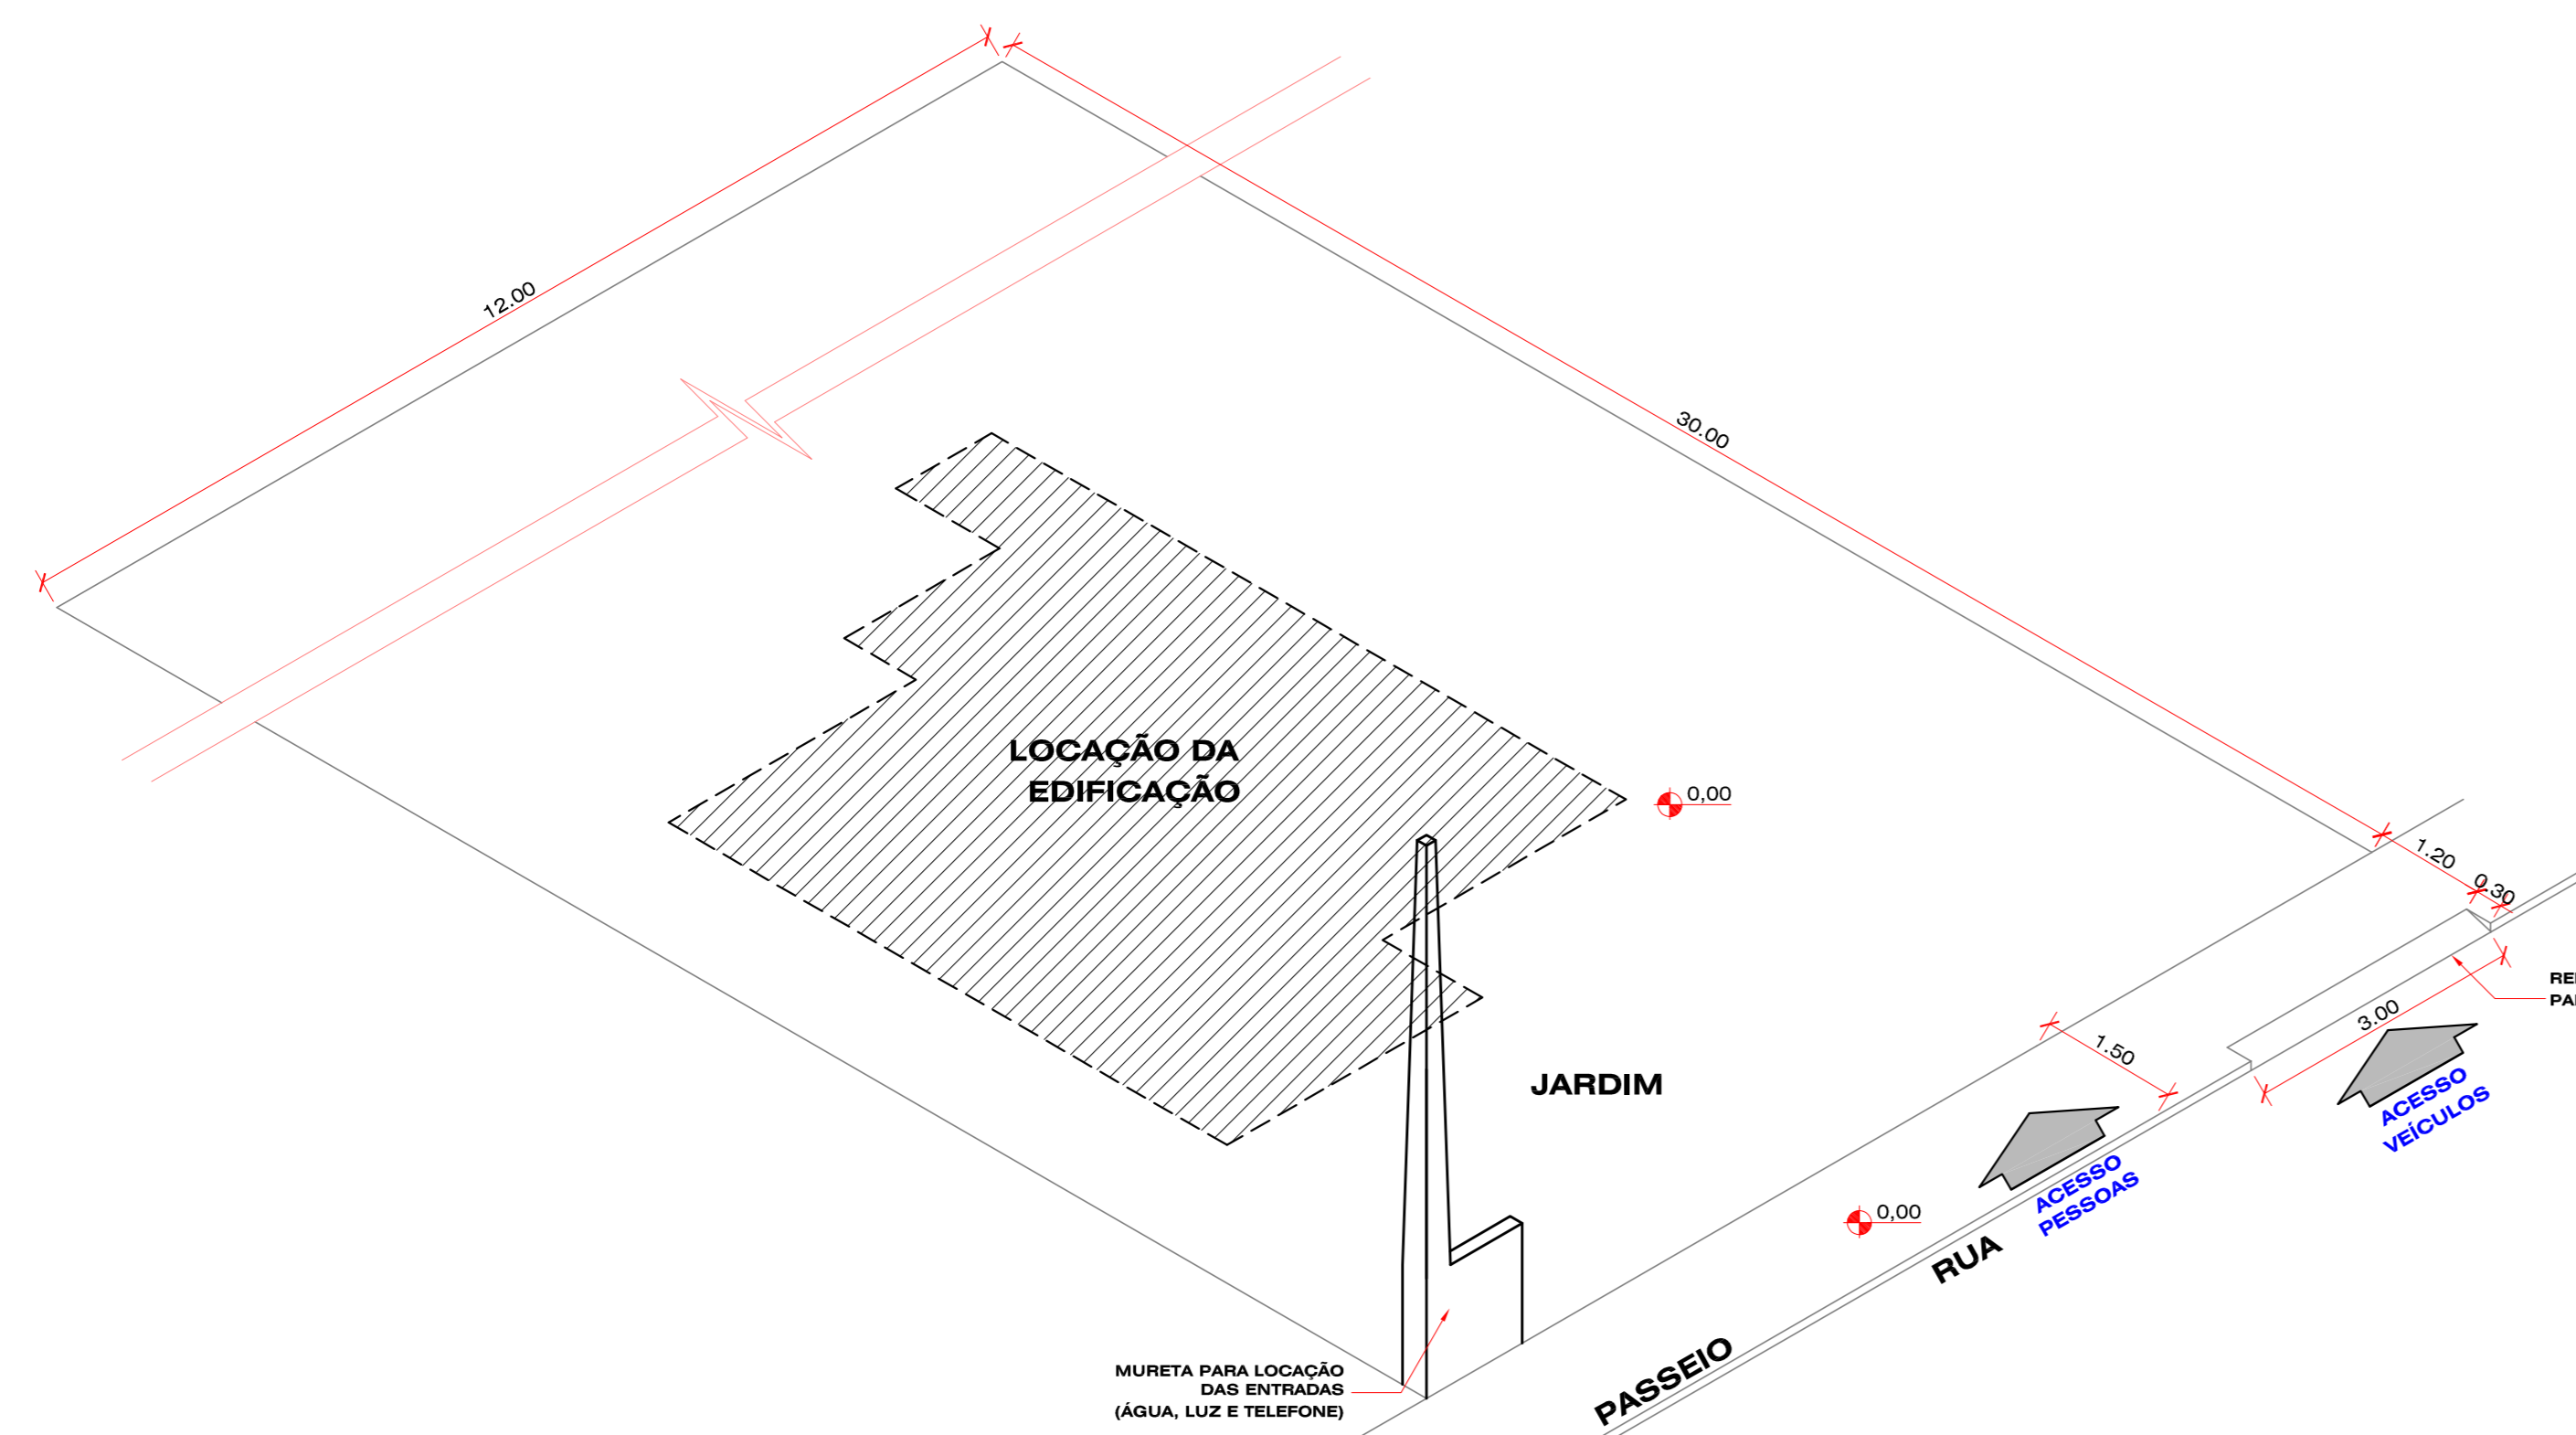 12.00
30.00
LOCAÇÃO DA
EDIFICAÇÃO
0,00
1.20
0.30
3.00
1.50
JARDIM
ACESSO
VEÍCULOS
ACESSO
PESSOAS
0,00
RUA
PASSEIO
MURETA PARA LOCAÇÃO
DAS ENTRADAS
(ÁGUA, LUZ E TELEFONE)